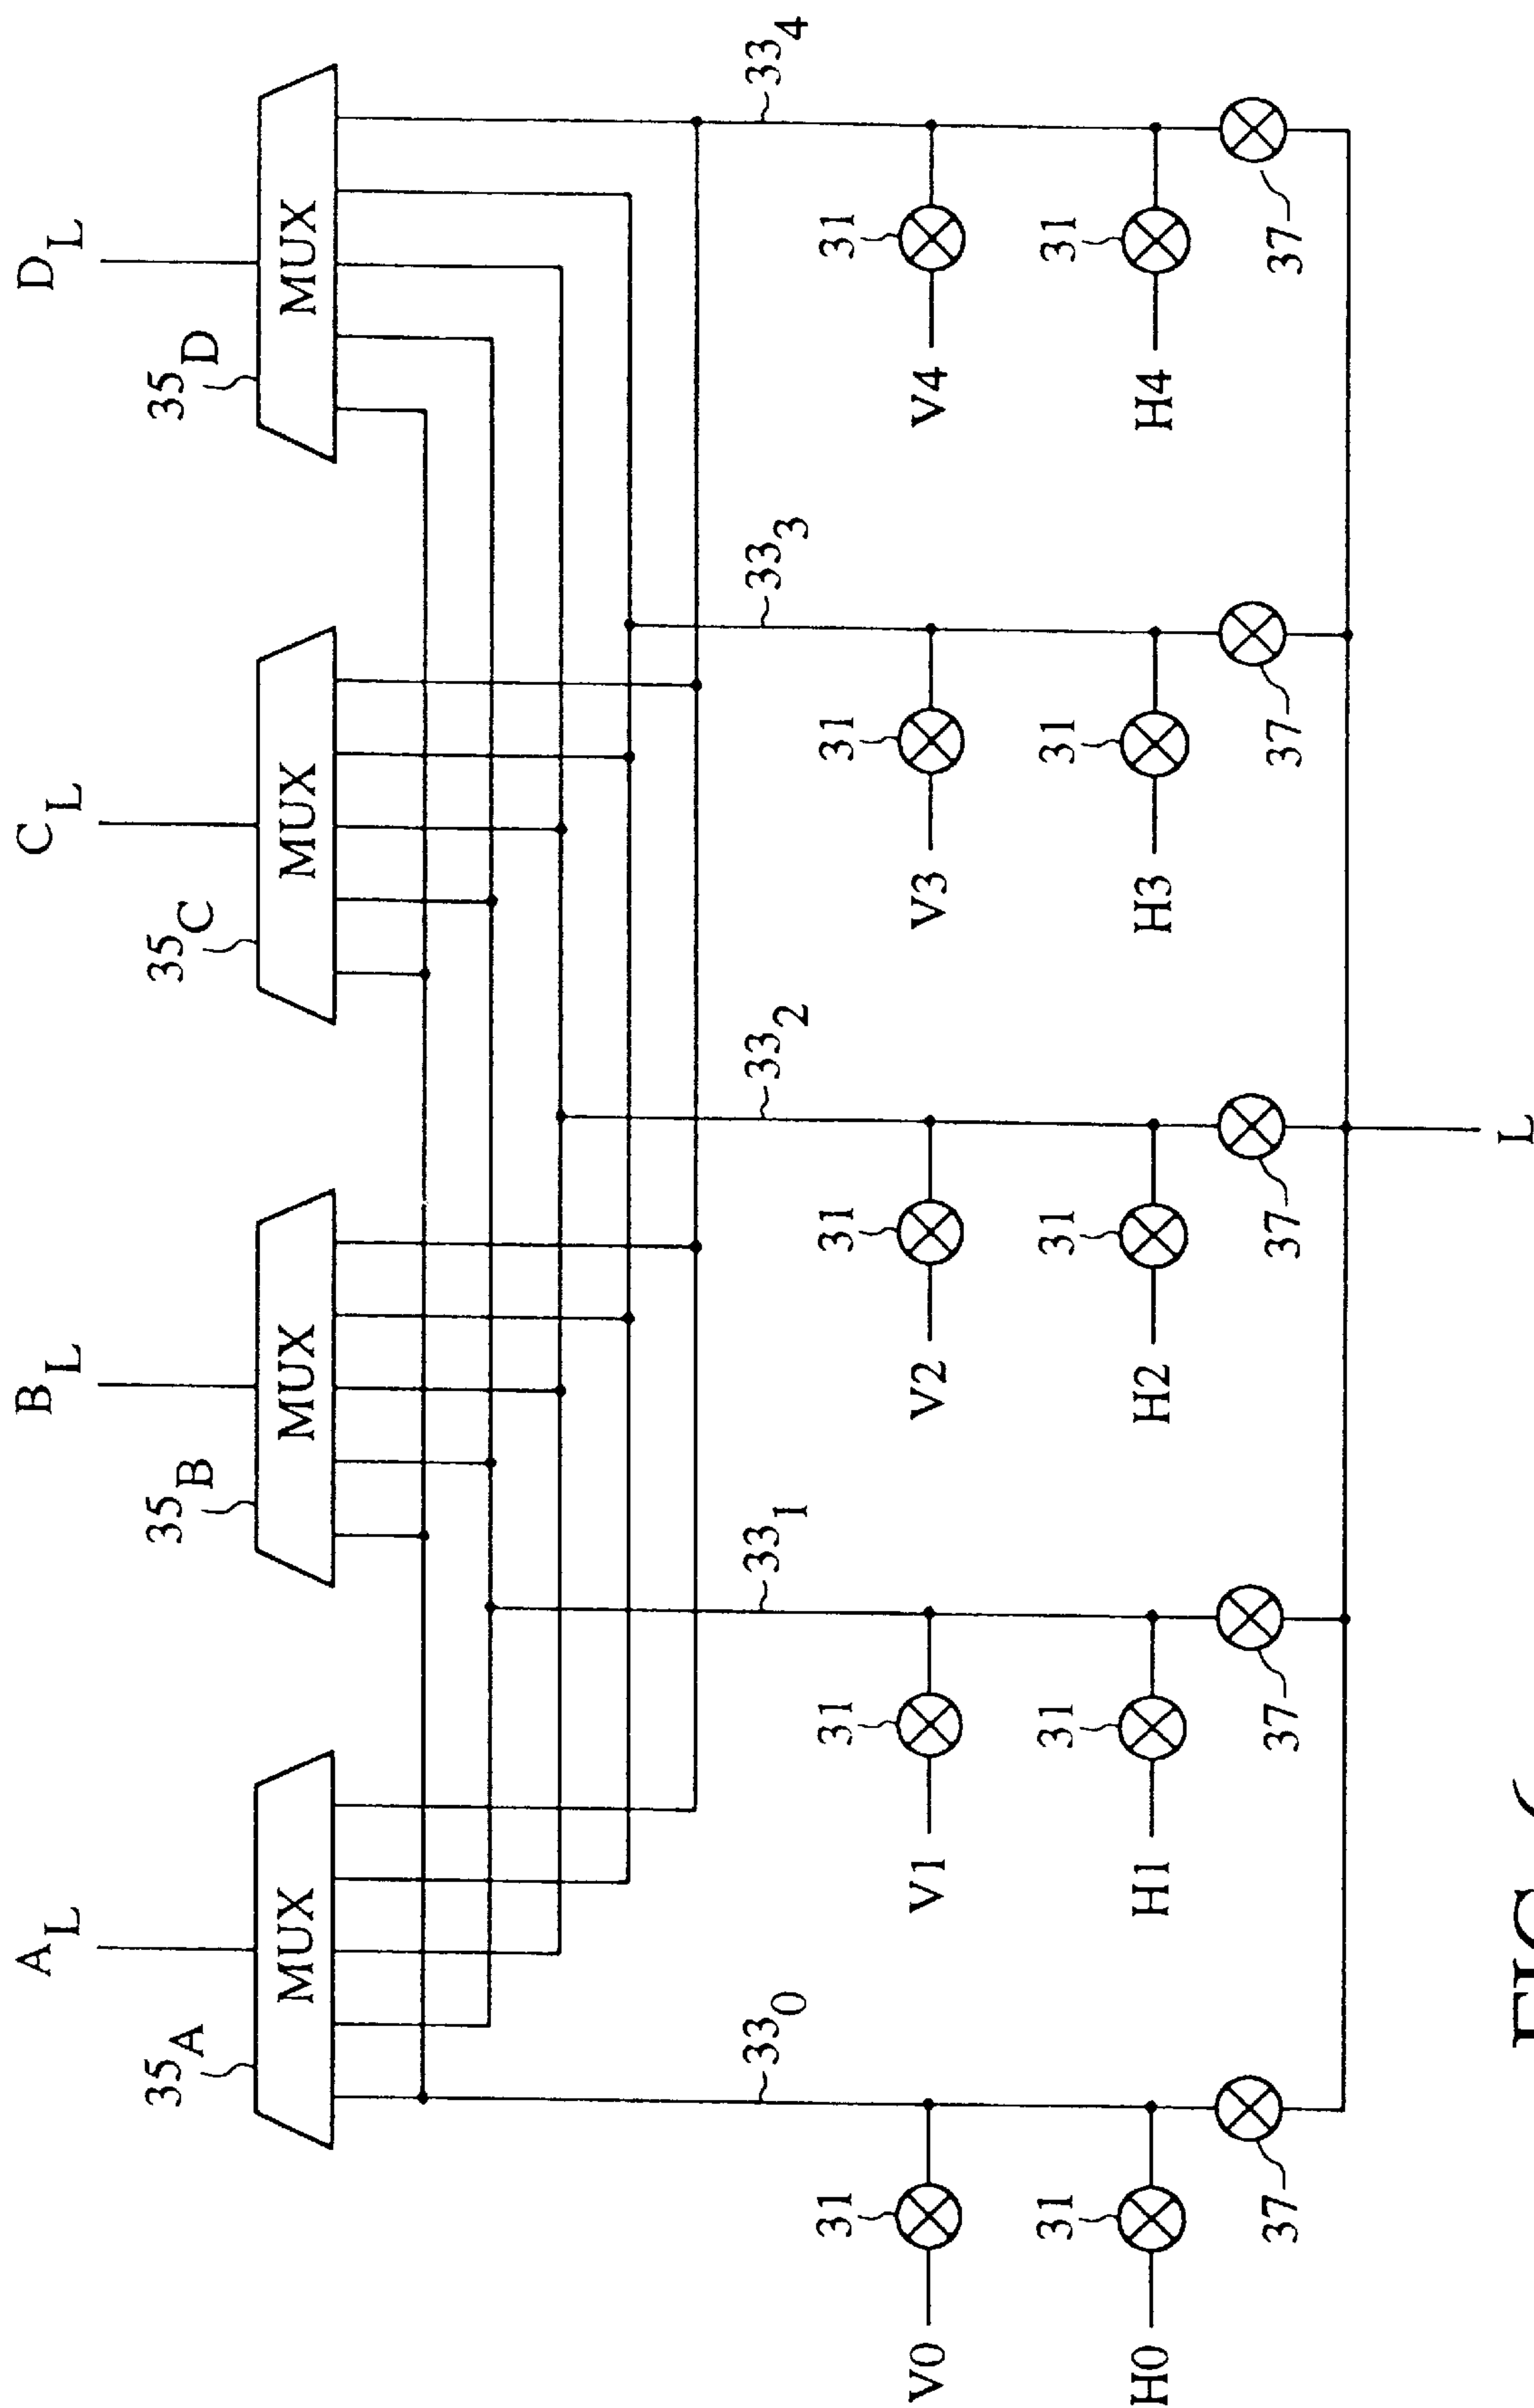 A_L B_L C_L D_L
35_A 35_B 35_C 35_D
MUX MUX MUX MUX
33_0 33_1 33_2 33_3 33_4
31 31 31 31 31
V0 V1 V2 V3 V4
31 31 31 31 31
H0 H1 H2 H3 H4
37 37 37 37 37
L